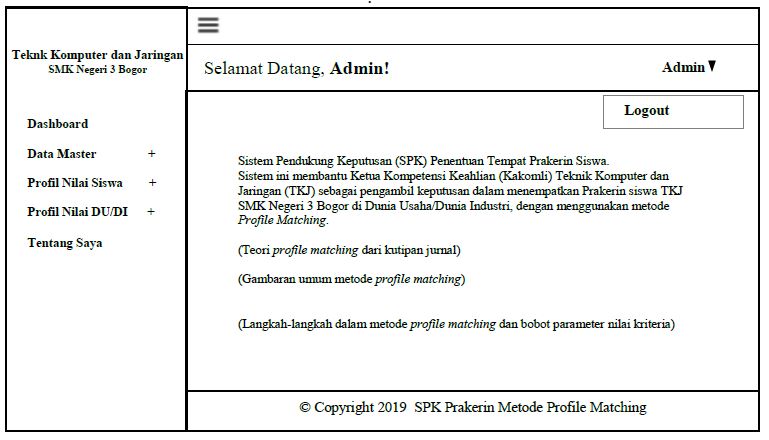 Teknk Komputer dan Jaringan
SMK Negeri 3 Bogor
Dashboard
Data Master +
Profil Nilai Siswa +
Profil Nilai DU/DI +
Tentang Saya
Selamat Datang, Admin!
Admin
Logout
Sistem Pendukung Keputusan (SPK) Penentuan Tempat Prakerin Siswa.
Sistem ini membantu Ketua Kompetensi Keahlian (Kakomli) Teknik Komputer dan
Jaringan (TKJ) sebagai pengambil keputusan dalam menempatkan Prakerin siswa TKJ
SMK Negeri 3 Bogor di Dunia Usaha/Dunia Industri, dengan menggunakan metode
Profile Matching.
(Teori profile matching dari kutipan jurnal)
(Gambaran umum metode profile matching)
(Langkah-langkah dalam metode profile matching dan bobot parameter nilai kriteria)
© Copyright 2019 SPK Prakerin Metode Profile Matching